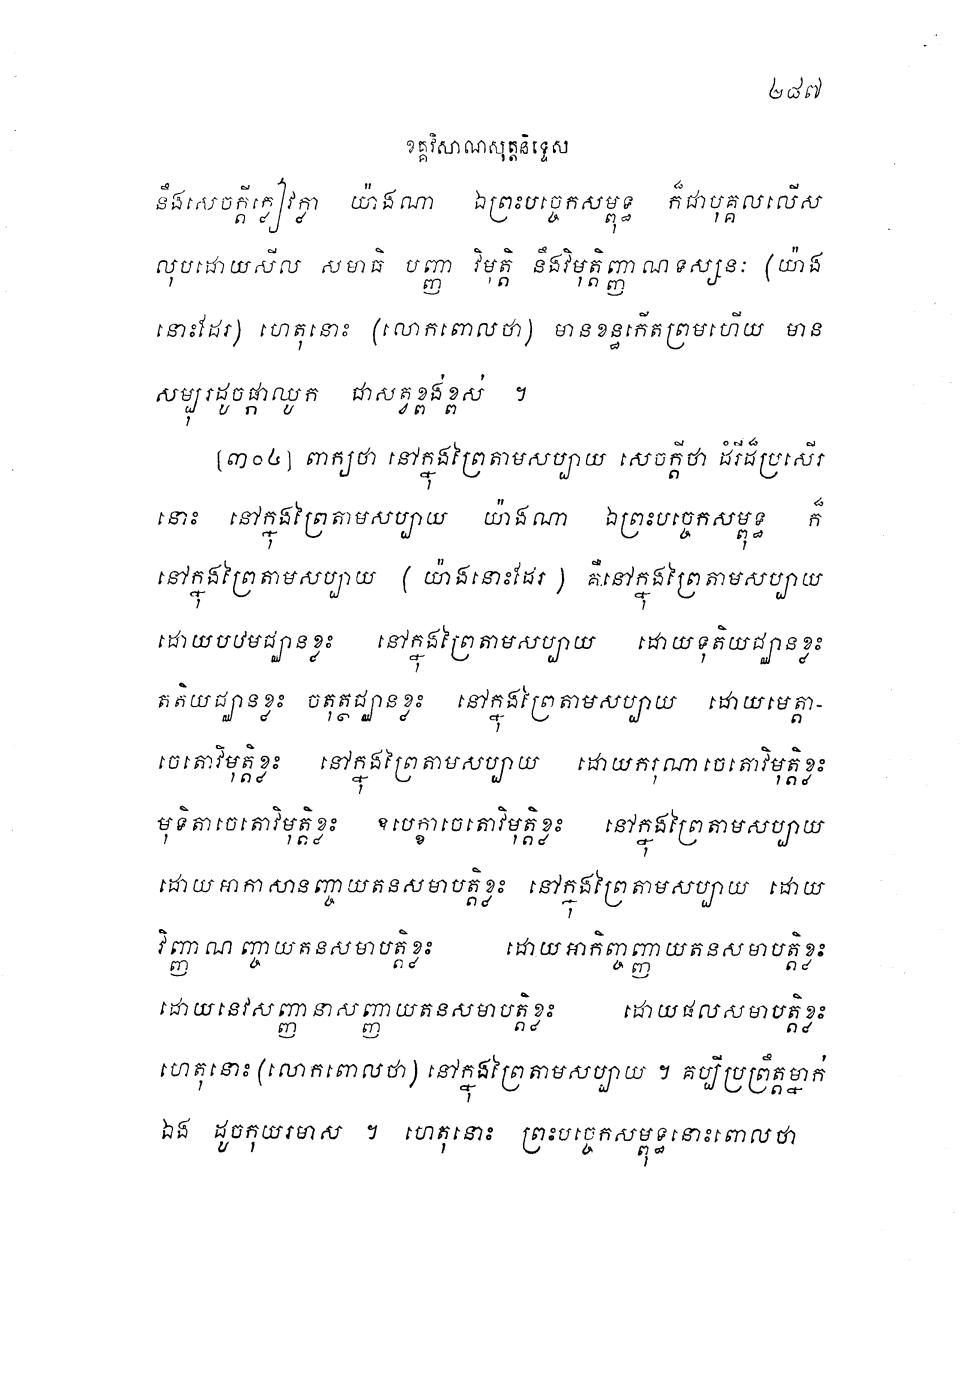 ២៨៧
ខគ្គវិសាណសុត្តនិទ្ទេស
នឹងសេចក្តីក្លៀវក្លា យ៉ាងណា ឯព្រះបច្ចេកសម្ពុទ្ធ ក៏ជាបុគ្គលលើស
លុបដោយសីល សមាធិ បញ្ញា វិមុត្តិ នឹងវិមុត្តិញ្ញាណទស្សនៈ (យ៉ាង
នោះដែរ) ហេតុនោះ (លោកពោលថា) មានខន្ធកើតព្រមហើយ មាន
សម្បុរដូចផ្កាឈូក ជាសត្វខ្ពង់ខ្ពស់ ។
[៣០៤] ពាក្យថា នៅក្នុងព្រៃតាមសប្បាយ សេចក្តីថា ដំរីដ៏ប្រសើរ
នោះ នៅក្នុងព្រៃតាមសប្បាយ យ៉ាងណា ឯព្រះបច្ចេកសម្ពុទ្ធ ក៏
នៅក្នុងព្រៃតាមសប្បាយ ( យ៉ាងនោះដែរ ) គឺនៅក្នុងព្រៃតាមសប្បាយ
ដោយបឋមជ្ឈានខ្លះ នៅក្នុងព្រៃតាមសប្បាយ ដោយទុតិយជ្ឈានខ្លះ
តតិយជ្ឈានខ្លះ ចតុត្ថជ្ឈានខ្លះ នៅក្នុងព្រៃតាមសប្បាយ ដោយមេត្តា-
ចេតោវិមុត្តិខ្លះ នៅក្នុងព្រៃតាមសប្បាយ ដោយករុណាចេតោវិមុត្តិខ្លះ
មុទិតាចេតោវិមុត្តិខ្លះ ឧបេក្ខាចេតោវិមុត្តិខ្លះ នៅក្នុងព្រៃតាមសប្បាយ
ដោយអាកាសានញ្ចាយតនសមាបត្តិខ្លះ នៅក្នុងព្រៃតាមសប្បាយ ដោយ
វិញ្ញាណញ្ចាយតនសមាបត្តិខ្លះ ដោយអាកិញ្ចញ្ញាយតនសមាបត្តិខ្លះ
ដោយនេវសញ្ញានាសញ្ញាយតនសមាបត្តិខ្លះ ដោយផលសមាបត្តិខ្លះ
ហេតុនោះ (លោកពោលថា) នៅក្នុងព្រៃតាមសប្បាយ ។ គប្បីប្រព្រឹត្តម្នាក់
ឯង ដូចកុយរមាស ។ ហេតុនោះ ព្រះបច្ចេកសម្ពុទ្ធនោះពោលថា